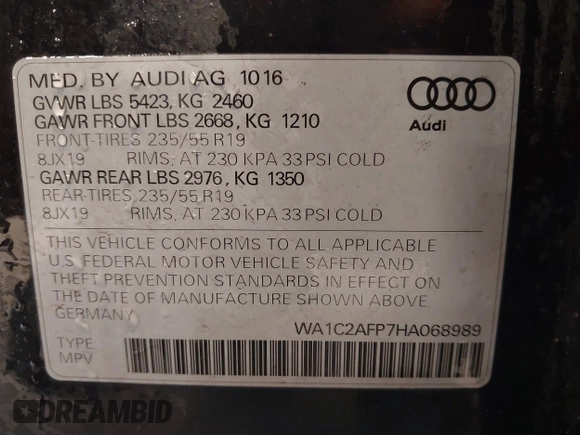 MFD. BY AUDI AG 1016
GVWR LBS 5423, KG 2460
GAWR FRONT LBS 2668, KG 1210
FRONT-TIRES 235/55 R19
8JX19 RIMS, AT 230 KPA 33 PSI COLD
GAWR REAR LBS 2976, KG 1350
REAR-TIRES 235/55 R19
8JX19 RIMS, AT 230 KPA 33 PSI COLD
Audi
THIS VEHICLE CONFORMS TO ALL APPLICABLE
U.S. FEDERAL MOTOR VEHICLE SAFETY AND
THEFT PREVENTION STANDARDS IN EFFECT ON
THE DATE OF MANUFACTURE SHOWN ABOVE.
GERMANY
WA1C2AFP7HA068989
TYPE
MPV
DREAMBID